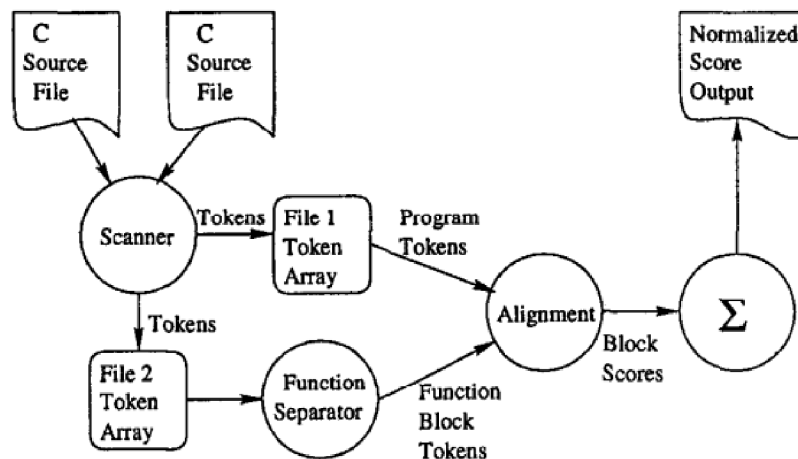 C
Source
File
C
Source
File
Normalized
Score
Output
Scanner
Tokens
File 1
Token
Array
Program
Tokens
Alignment
Σ
Tokens
Block
Scores
File 2
Token
Array
Function
Separator
Function
Block
Tokens